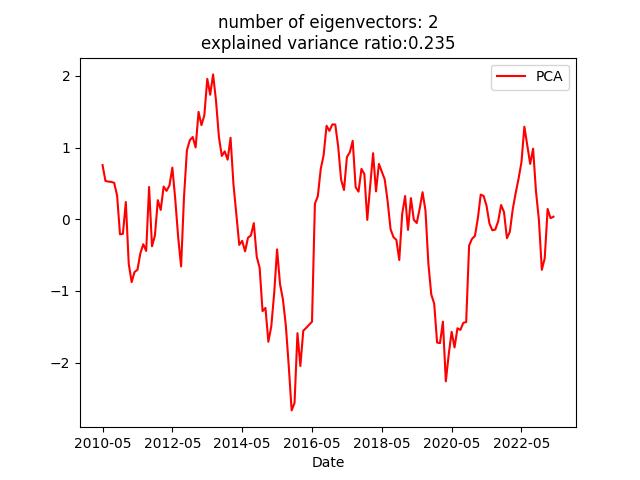 number of eigenvectors: 2
explained variance ratio:0.235
PCA
2
1
0
−1
−2
2010-05 2012-05 2014-05 2016-05 2018-05 2020-05 2022-05
Date